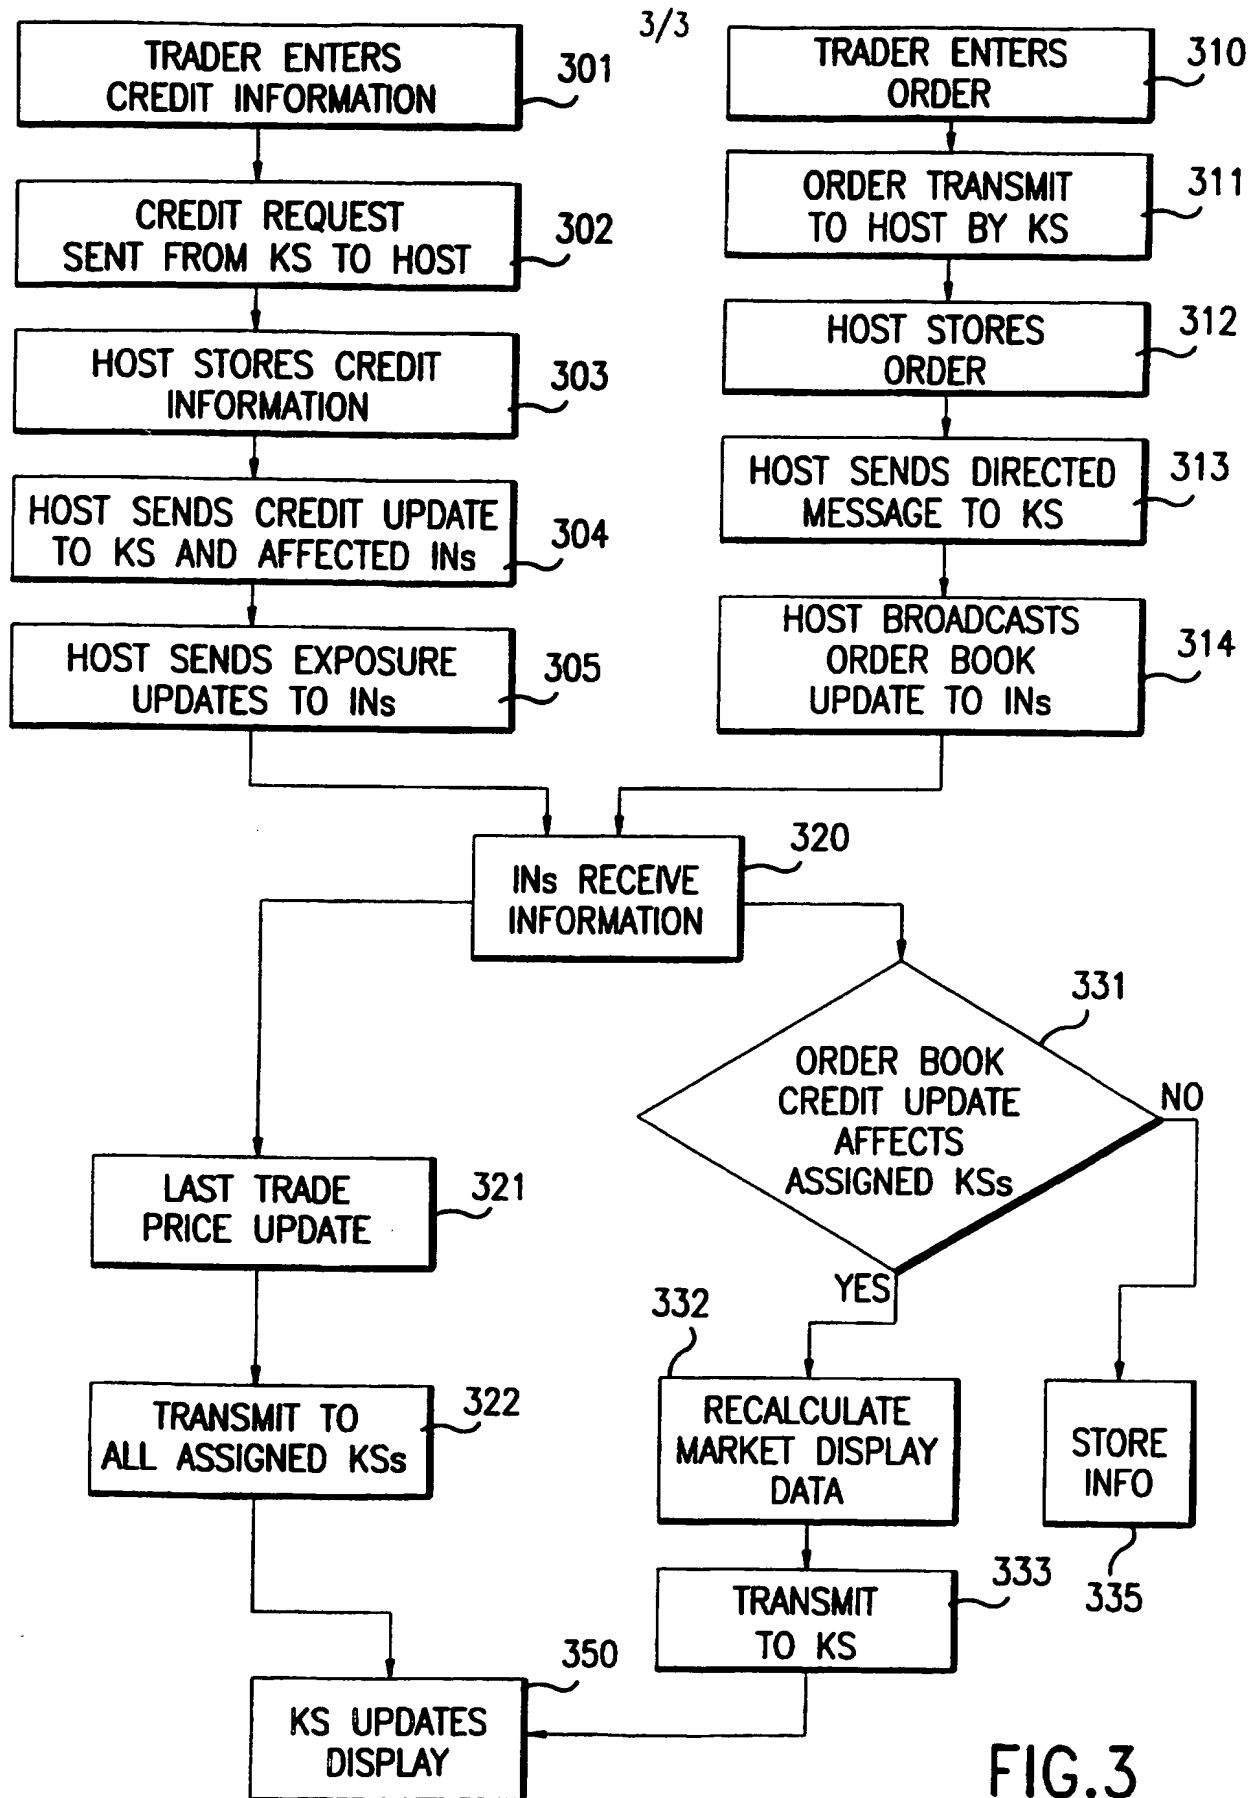 3/3
TRADER ENTERS
CREDIT INFORMATION
301
CREDIT REQUEST
SENT FROM KS TO HOST
302
HOST STORES CREDIT
INFORMATION
303
HOST SENDS CREDIT UPDATE
TO KS AND AFFECTED INs
304
HOST SENDS EXPOSURE
UPDATES TO INs
305
TRADER ENTERS
ORDER
310
ORDER TRANSMIT
TO HOST BY KS
311
HOST STORES
ORDER
312
HOST SENDS DIRECTED
MESSAGE TO KS
313
HOST BROADCASTS
ORDER BOOK
UPDATE TO INs
314
INs RECEIVE
INFORMATION
320
LAST TRADE
PRICE UPDATE
321
TRANSMIT TO
ALL ASSIGNED KSs
322
ORDER BOOK
CREDIT UPDATE
AFFECTS
ASSIGNED KSs
331
NO
YES
332
RECALCULATE
MARKET DISPLAY
DATA
STORE
INFO
335
TRANSMIT
TO KS
333
KS UPDATES
DISPLAY
350
FIG.3